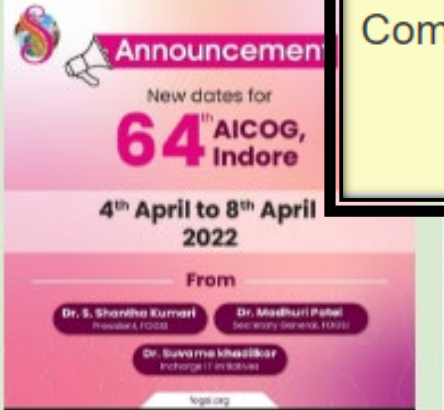 Com
Announcemen
New dates for
64th AICOG,
Indore
4th April to 8th April
2022
From
Dr. S. Shantha Kumari
President, FOGSI
Dr. Madhuri Patel
Secretary General, FOGSI
Dr. Suvarna Khadilkar
Incharge IT Initiatives
fogsi.org